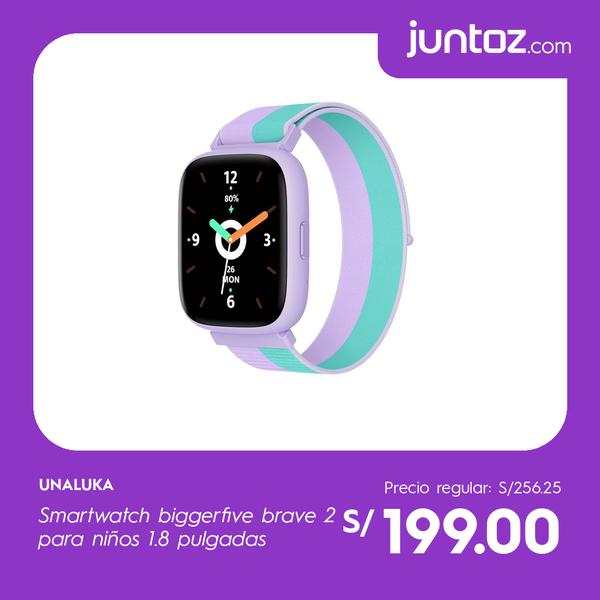 juntoz.com
12
80%
9
3
26
MON
6
UNALUKA
Smartwatch biggerfive brave 2
para niños 1.8 pulgadas
Precio regular: S/256.25
S/199.00